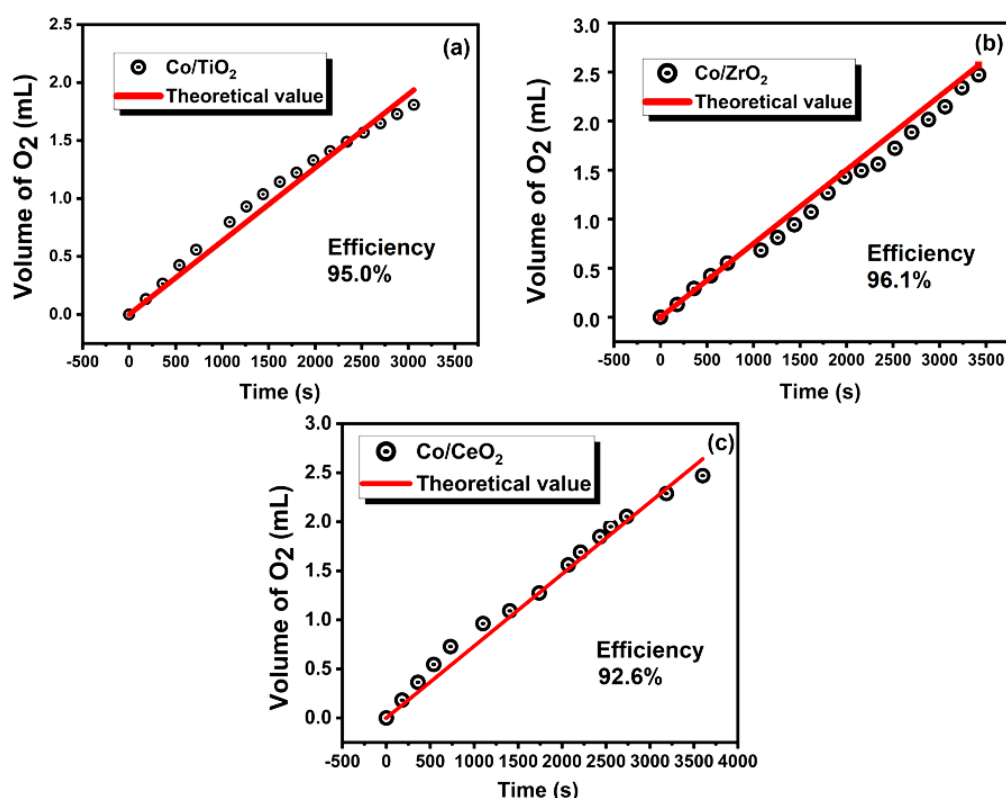 (a)
Co/TiO₂
Theoretical value
Efficiency
95.0%
Volume of O₂ (mL)
2.5
2.0
1.5
1.0
0.5
0.0
-500 0 500 1000 1500 2000 2500 3000 3500
Time (s)
(b)
Co/ZrO₂
Theoretical value
Efficiency
96.1%
Volume of O₂ (mL)
3.0
2.5
2.0
1.5
1.0
0.5
0.0
-500 0 500 1000 1500 2000 2500 3000 3500
Time (s)
(c)
Co/CeO₂
Theoretical value
Efficiency
92.6%
Volume of O₂ (mL)
3.0
2.5
2.0
1.5
1.0
0.5
0.0
-500 0 500 1000 1500 2000 2500 3000 3500 4000
Time (s)